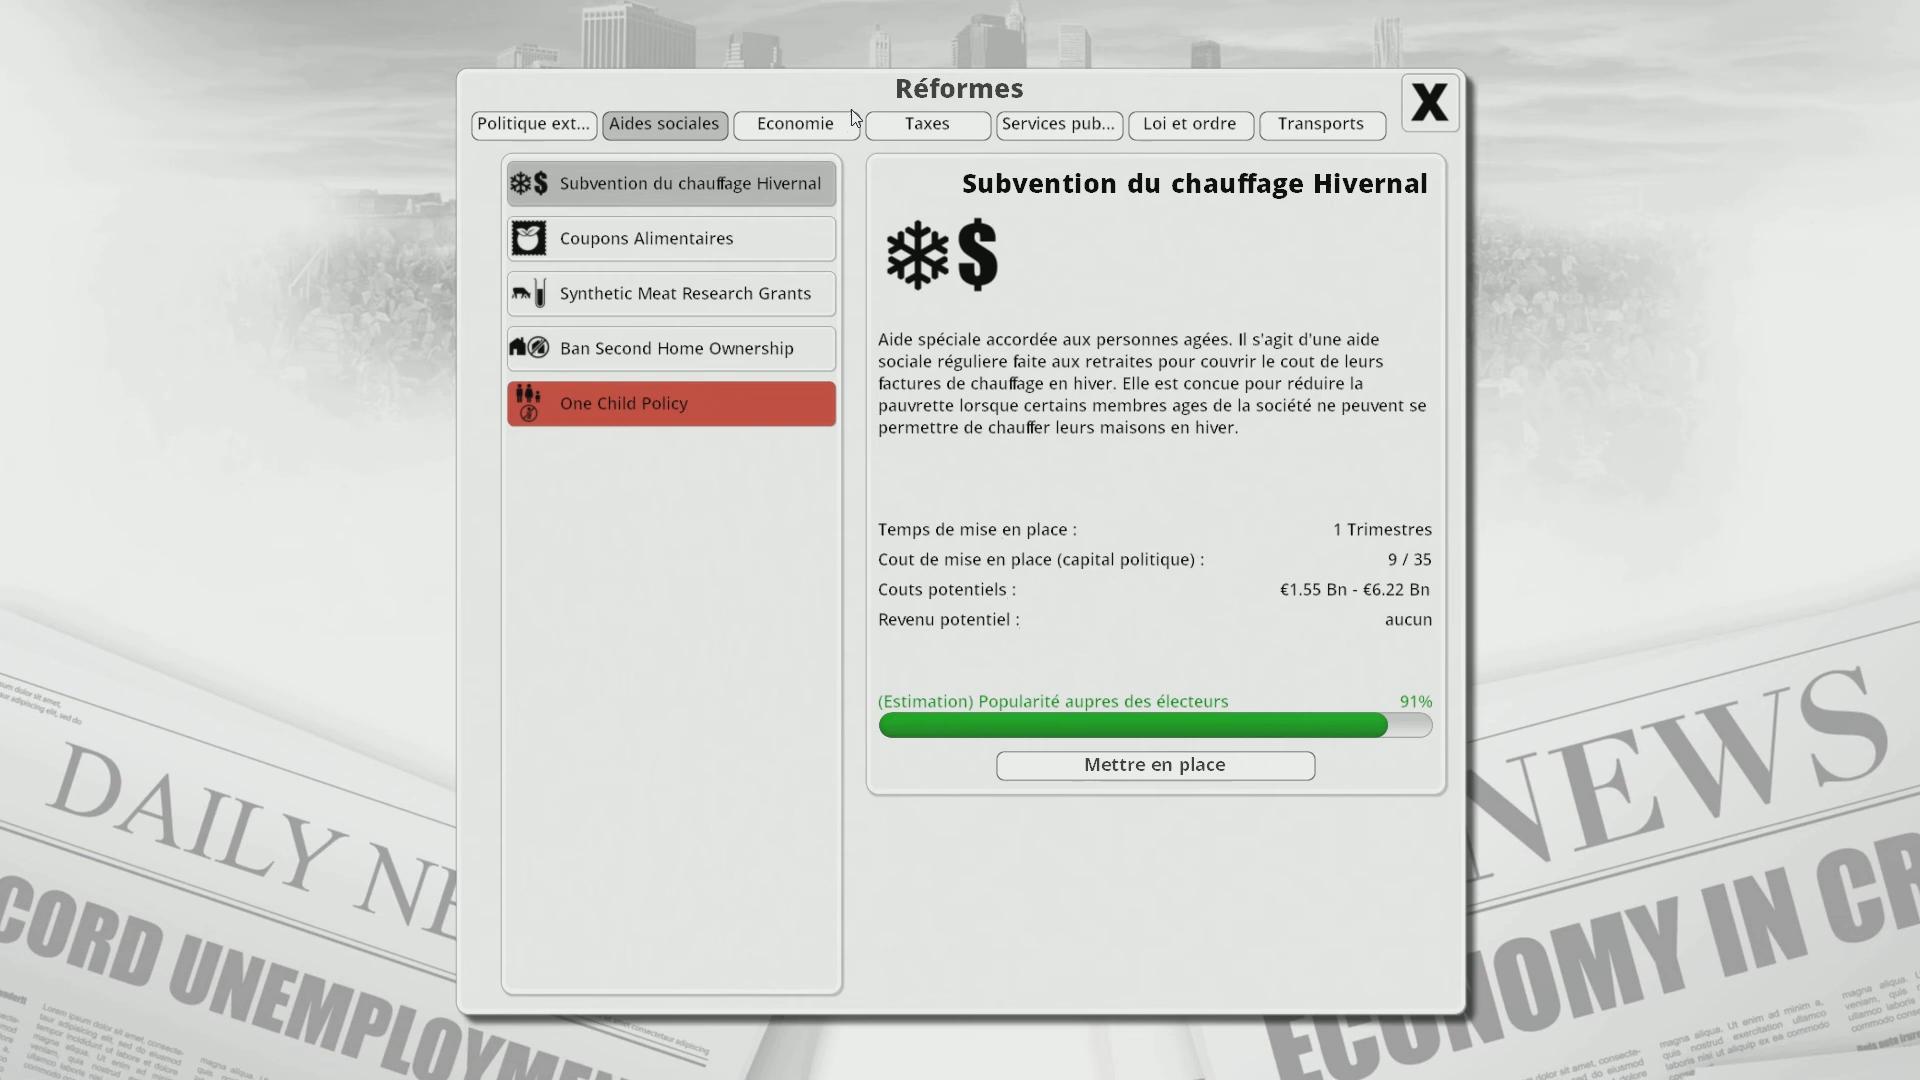 Réformes
X
Politique ext...
Aides sociales
Economie
Taxes
Services pub...
Loi et ordre
Transports
Subvention du chauffage Hivernal
Coupons Alimentaires
Synthetic Meat Research Grants
Ban Second Home Ownership
One Child Policy
Subvention du chauffage Hivernal
$
Aide spéciale accordée aux personnes agées. Il s'agit d'une aide
sociale réguliere faite aux retraites pour couvrir le cout de leurs
factures de chauffage en hiver. Elle est concue pour réduire la
pauvrette lorsque certains membres ages de la société ne peuvent se
permettre de chauffer leurs maisons en hiver.
Temps de mise en place : 1 Trimestres
Cout de mise en place (capital politique) : 9 / 35
Couts potentiels : €1.55 Bn - €6.22 Bn
Revenu potentiel : aucun
(Estimation) Popularité aupres des électeurs 91%
Mettre en place
DAILY NE
CORD UNEMPLOYME
NEWS
ECONOMY IN CR